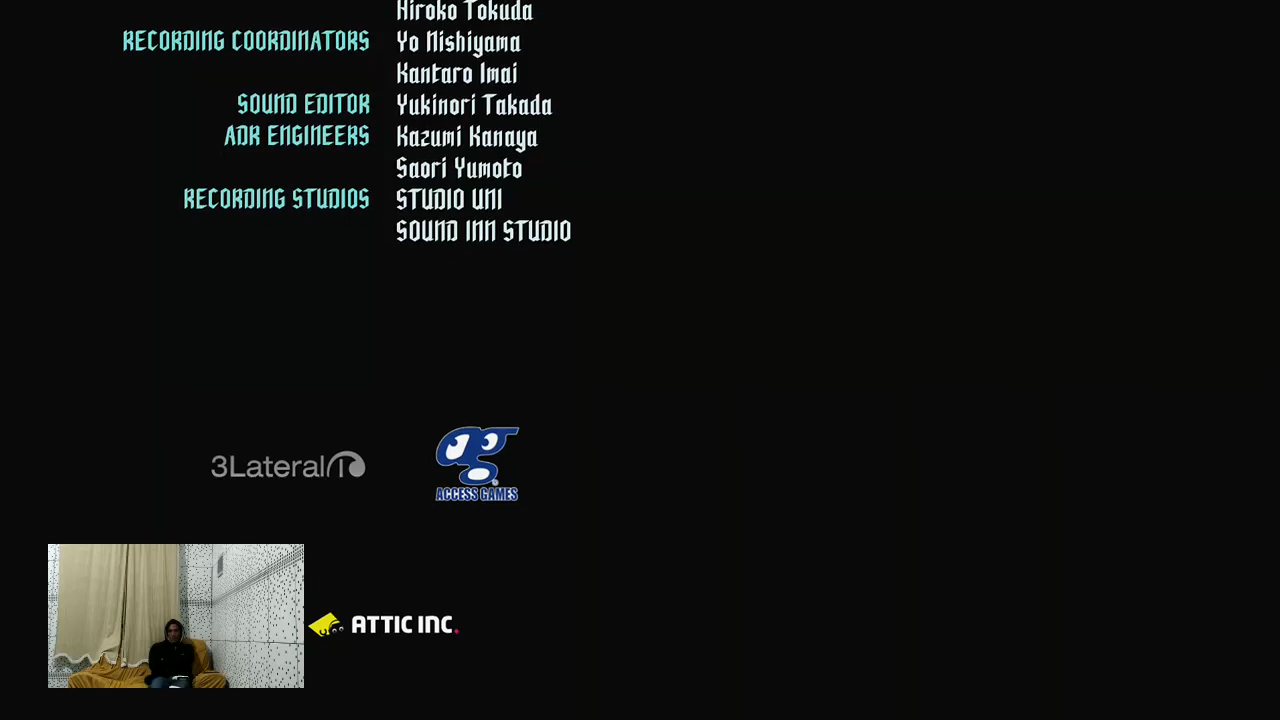 Hiroko Tokuda
RECORDING COORDINATORS Yo Nishiyama
Kantaro Imai
SOUND EDITOR Yukinori Takada
ADR ENGINEERS Kazumi Kanaya
Saori Yumoto
RECORDING STUDIOS STUDIO UNI
SOUND INN STUDIO
3Lateral
ACCESS GAMES
ATTIC INC.